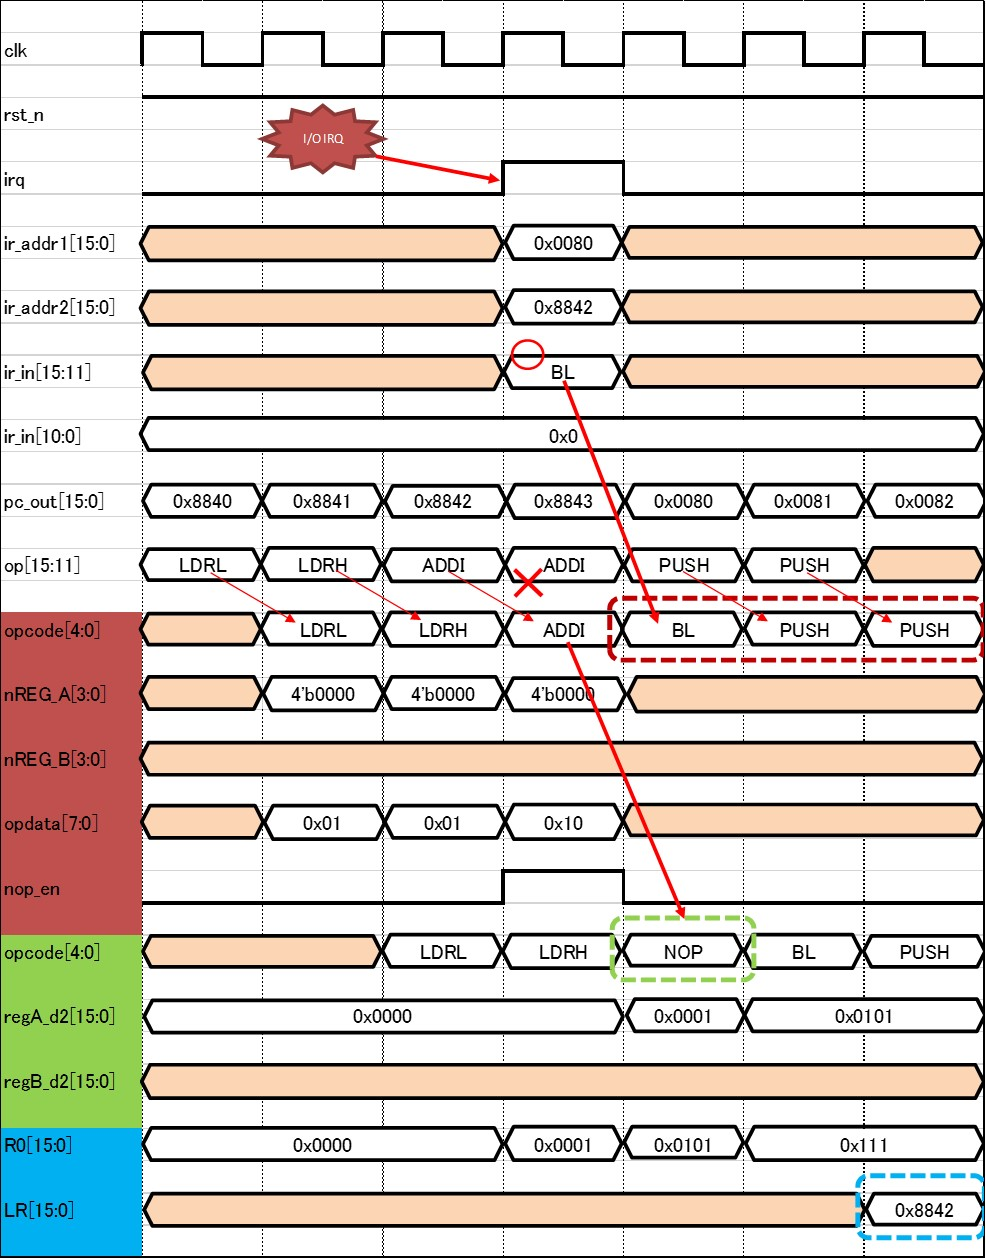 clk
rst_n
I/O IRQ
irq
ir_addr1[15:0] 0x0080
ir_addr2[15:0] 0x8842
ir_in[15:11] BL
ir_in[10:0] 0x0
pc_out[15:0] 0x8840 0x8841 0x8842 0x8843 0x0080 0x0081 0x0082
op[15:11] LDRL LDRH ADDI ADDI PUSH PUSH
opcode[4:0] LDRL LDRH ADDI BL PUSH PUSH
nREG_A[3:0] 4'b0000 4'b0000 4'b0000
nREG_B[3:0]
opdata[7:0] 0x01 0x01 0x10
nop_en
opcode[4:0] LDRL LDRH NOP BL PUSH
regA_d2[15:0] 0x0000 0x0001 0x0101
regB_d2[15:0]
R0[15:0] 0x0000 0x0001 0x0101 0x111
LR[15:0] 0x8842